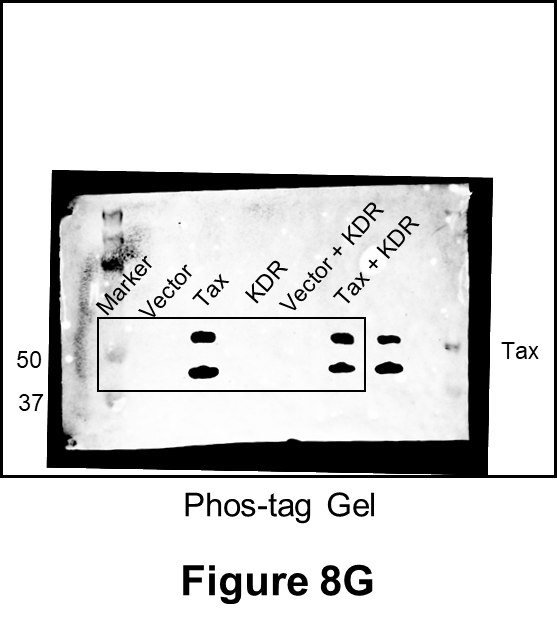 Marker
Vector
Tax
KDR
Vector + KDR
Tax + KDR
50
Tax
37
Phos-tag Gel
Figure 8G